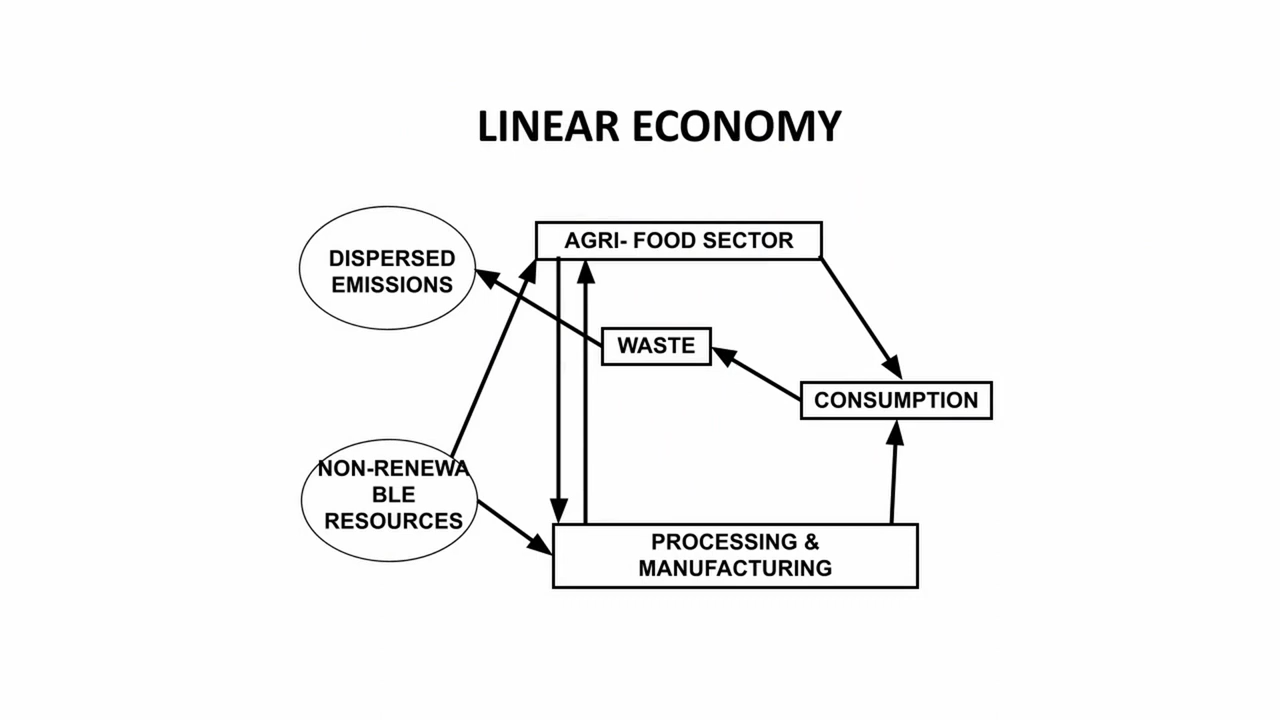 LINEAR ECONOMY
DISPERSED
EMISSIONS
AGRI- FOOD SECTOR
WASTE
CONSUMPTION
NON-RENEWA
BLE
RESOURCES
PROCESSING &
MANUFACTURING